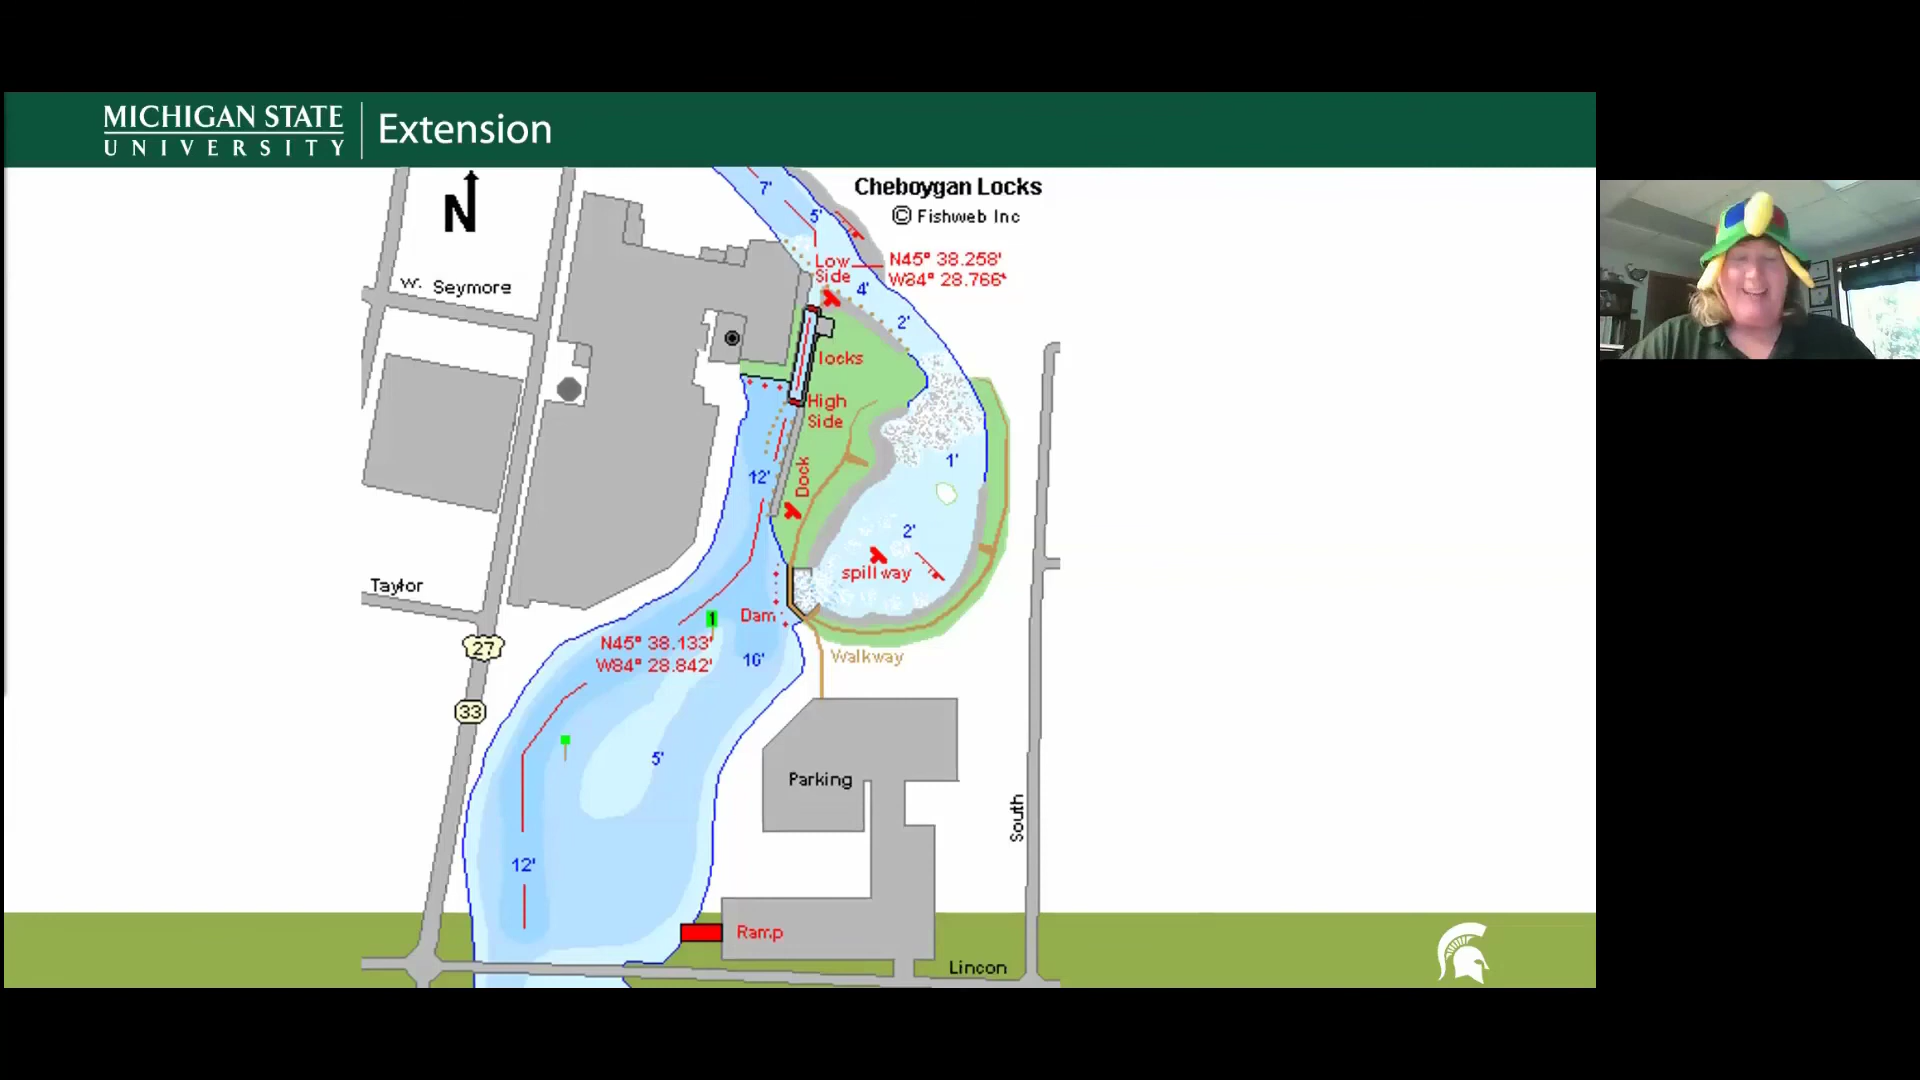 MICHIGAN STATE
UNIVERSITY
Extension
N
Cheboygan Locks
© Fishweb Inc
7'
5'
Low
Side
N45° 38.258'
W84° 28.766'
4'
2'
W. Seymore
locks
High
Side
1'
12'
Dock
2'
spillway
Taylor
1
Dam
27
N45° 38.133'
W84° 28.842'
16'
Walkway
33
5'
Parking
South
12'
Ramp
Lincon